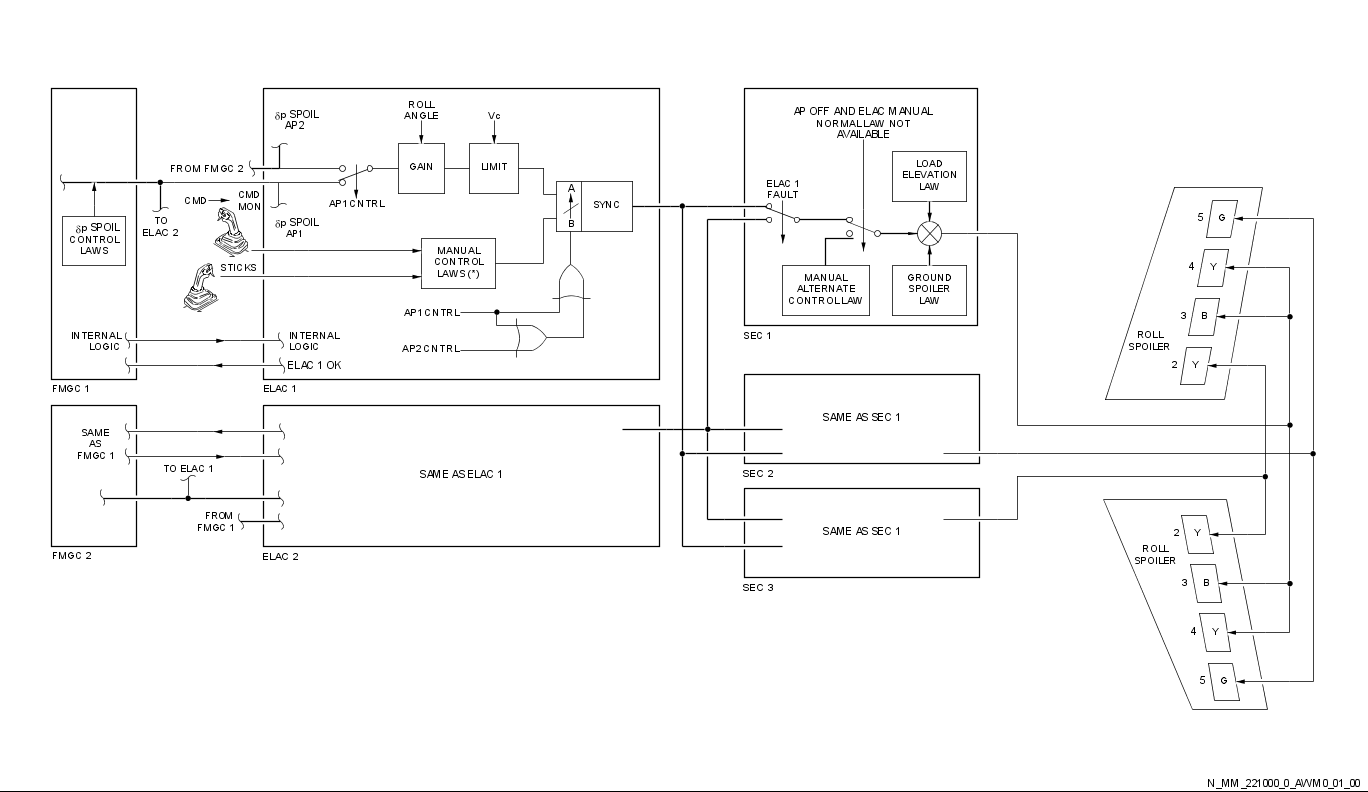 δp SPOIL
AP2
ROLL
ANGLE
Vc
FROM FMGC 2
GAIN
LIMIT
CMD
CMD
MON
AP1 CNTRL
A
B
SYNC
TO
ELAC 2
δp SPOIL
AP1
δp SPOIL
CONTROL
LAWS
STICKS
MANUAL
CONTROL
LAWS (*)
AP1 CNTRL
AP2 CNTRL
INTERNAL
LOGIC
INTERNAL
LOGIC
ELAC 1 OK
FMGC 1
ELAC 1
SAME
AS
FMGC 1
TO ELAC 1
FROM
FMGC 1
SAME AS ELAC 1
FMGC 2
ELAC 2
AP OFF AND ELAC MANUAL
NORMAL LAW NOT
AVAILABLE
LOAD
ELEVATION
LAW
ELAC 1
FAULT
MANUAL
ALTERNATE
CONTROL LAW
GROUND
SPOILER
LAW
SEC 1
SAME AS SEC 1
SEC 2
SAME AS SEC 1
SEC 3
5 G
4 Y
3 B
ROLL
SPOILER
2 Y
2 Y
ROLL
SPOILER
3 B
4 Y
5 G
N_MM_221000_0_AWM0_01_00